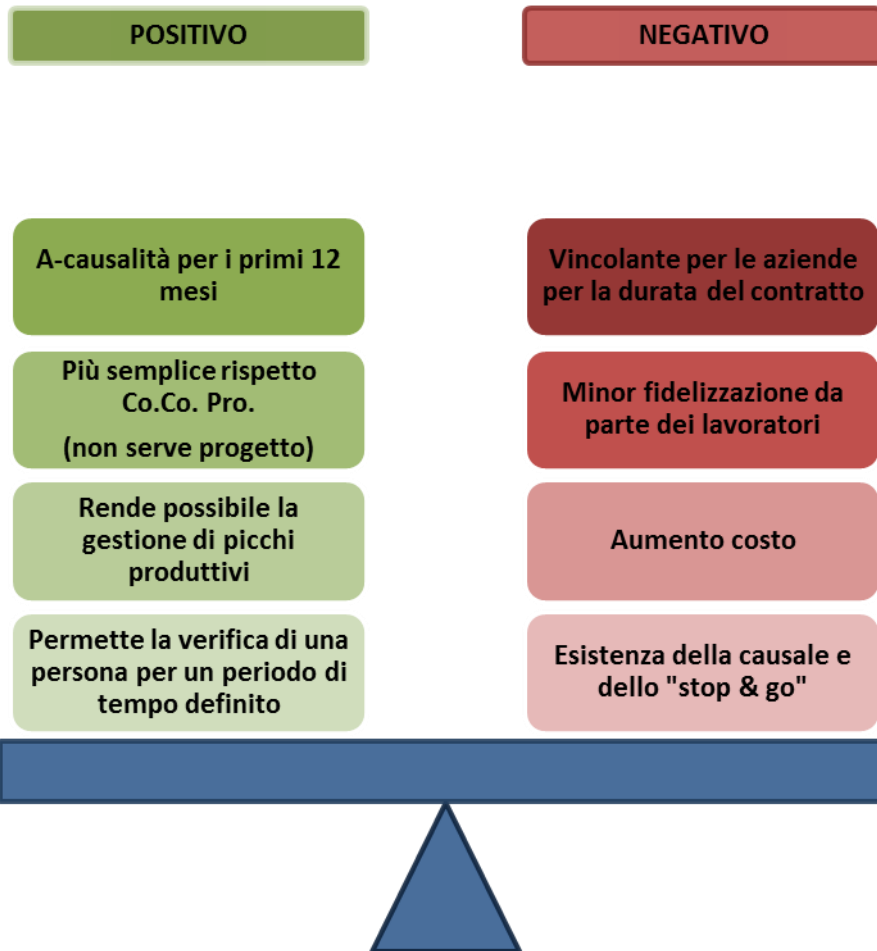 POSITIVO
NEGATIVO
A-causalità per i primi 12
mesi
Più semplice rispetto
Co.Co. Pro.
(non serve progetto)
Rende possibile la
gestione di picchi
produttivi
Permette la verifica di una
persona per un periodo di
tempo definito
Vincolante per le aziende
per la durata del contratto
Minor fidelizzazione da
parte dei lavoratori
Aumento costo
Esistenza della causale e
dello "stop & go"